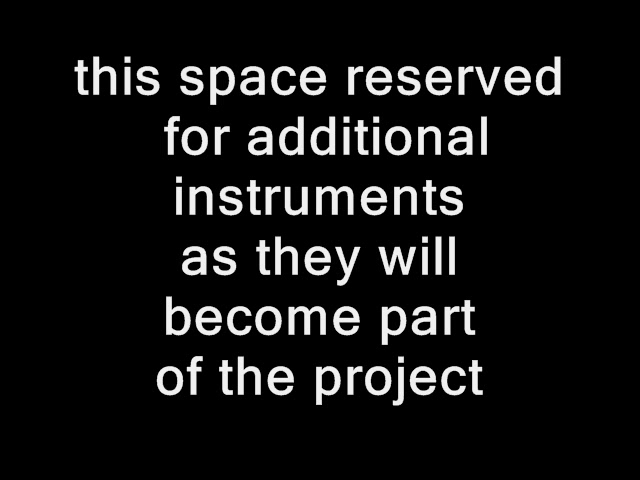 this space reserved
for additional
instruments
as they will
become part
of the project